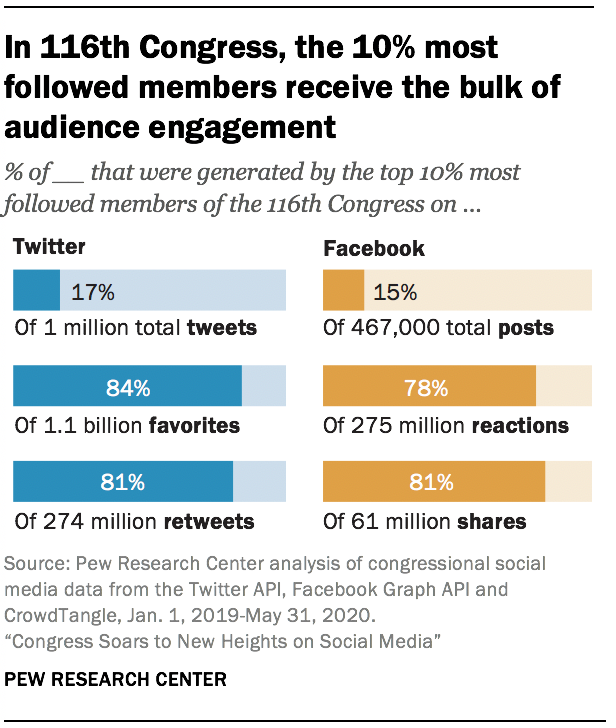 In 116th Congress, the 10% most
followed members receive the bulk of
audience engagement
% of __ that were generated by the top 10% most
followed members of the 116th Congress on ...
Twitter
17%
Of 1 million total tweets
84%
Of 1.1 billion favorites
81%
Of 274 million retweets
Facebook
15%
Of 467,000 total posts
78%
Of 275 million reactions
81%
Of 61 million shares
Source: Pew Research Center analysis of congressional social
media data from the Twitter API, Facebook Graph API and
CrowdTangle, Jan. 1, 2019-May 31, 2020.
“Congress Soars to New Heights on Social Media”
PEW RESEARCH CENTER